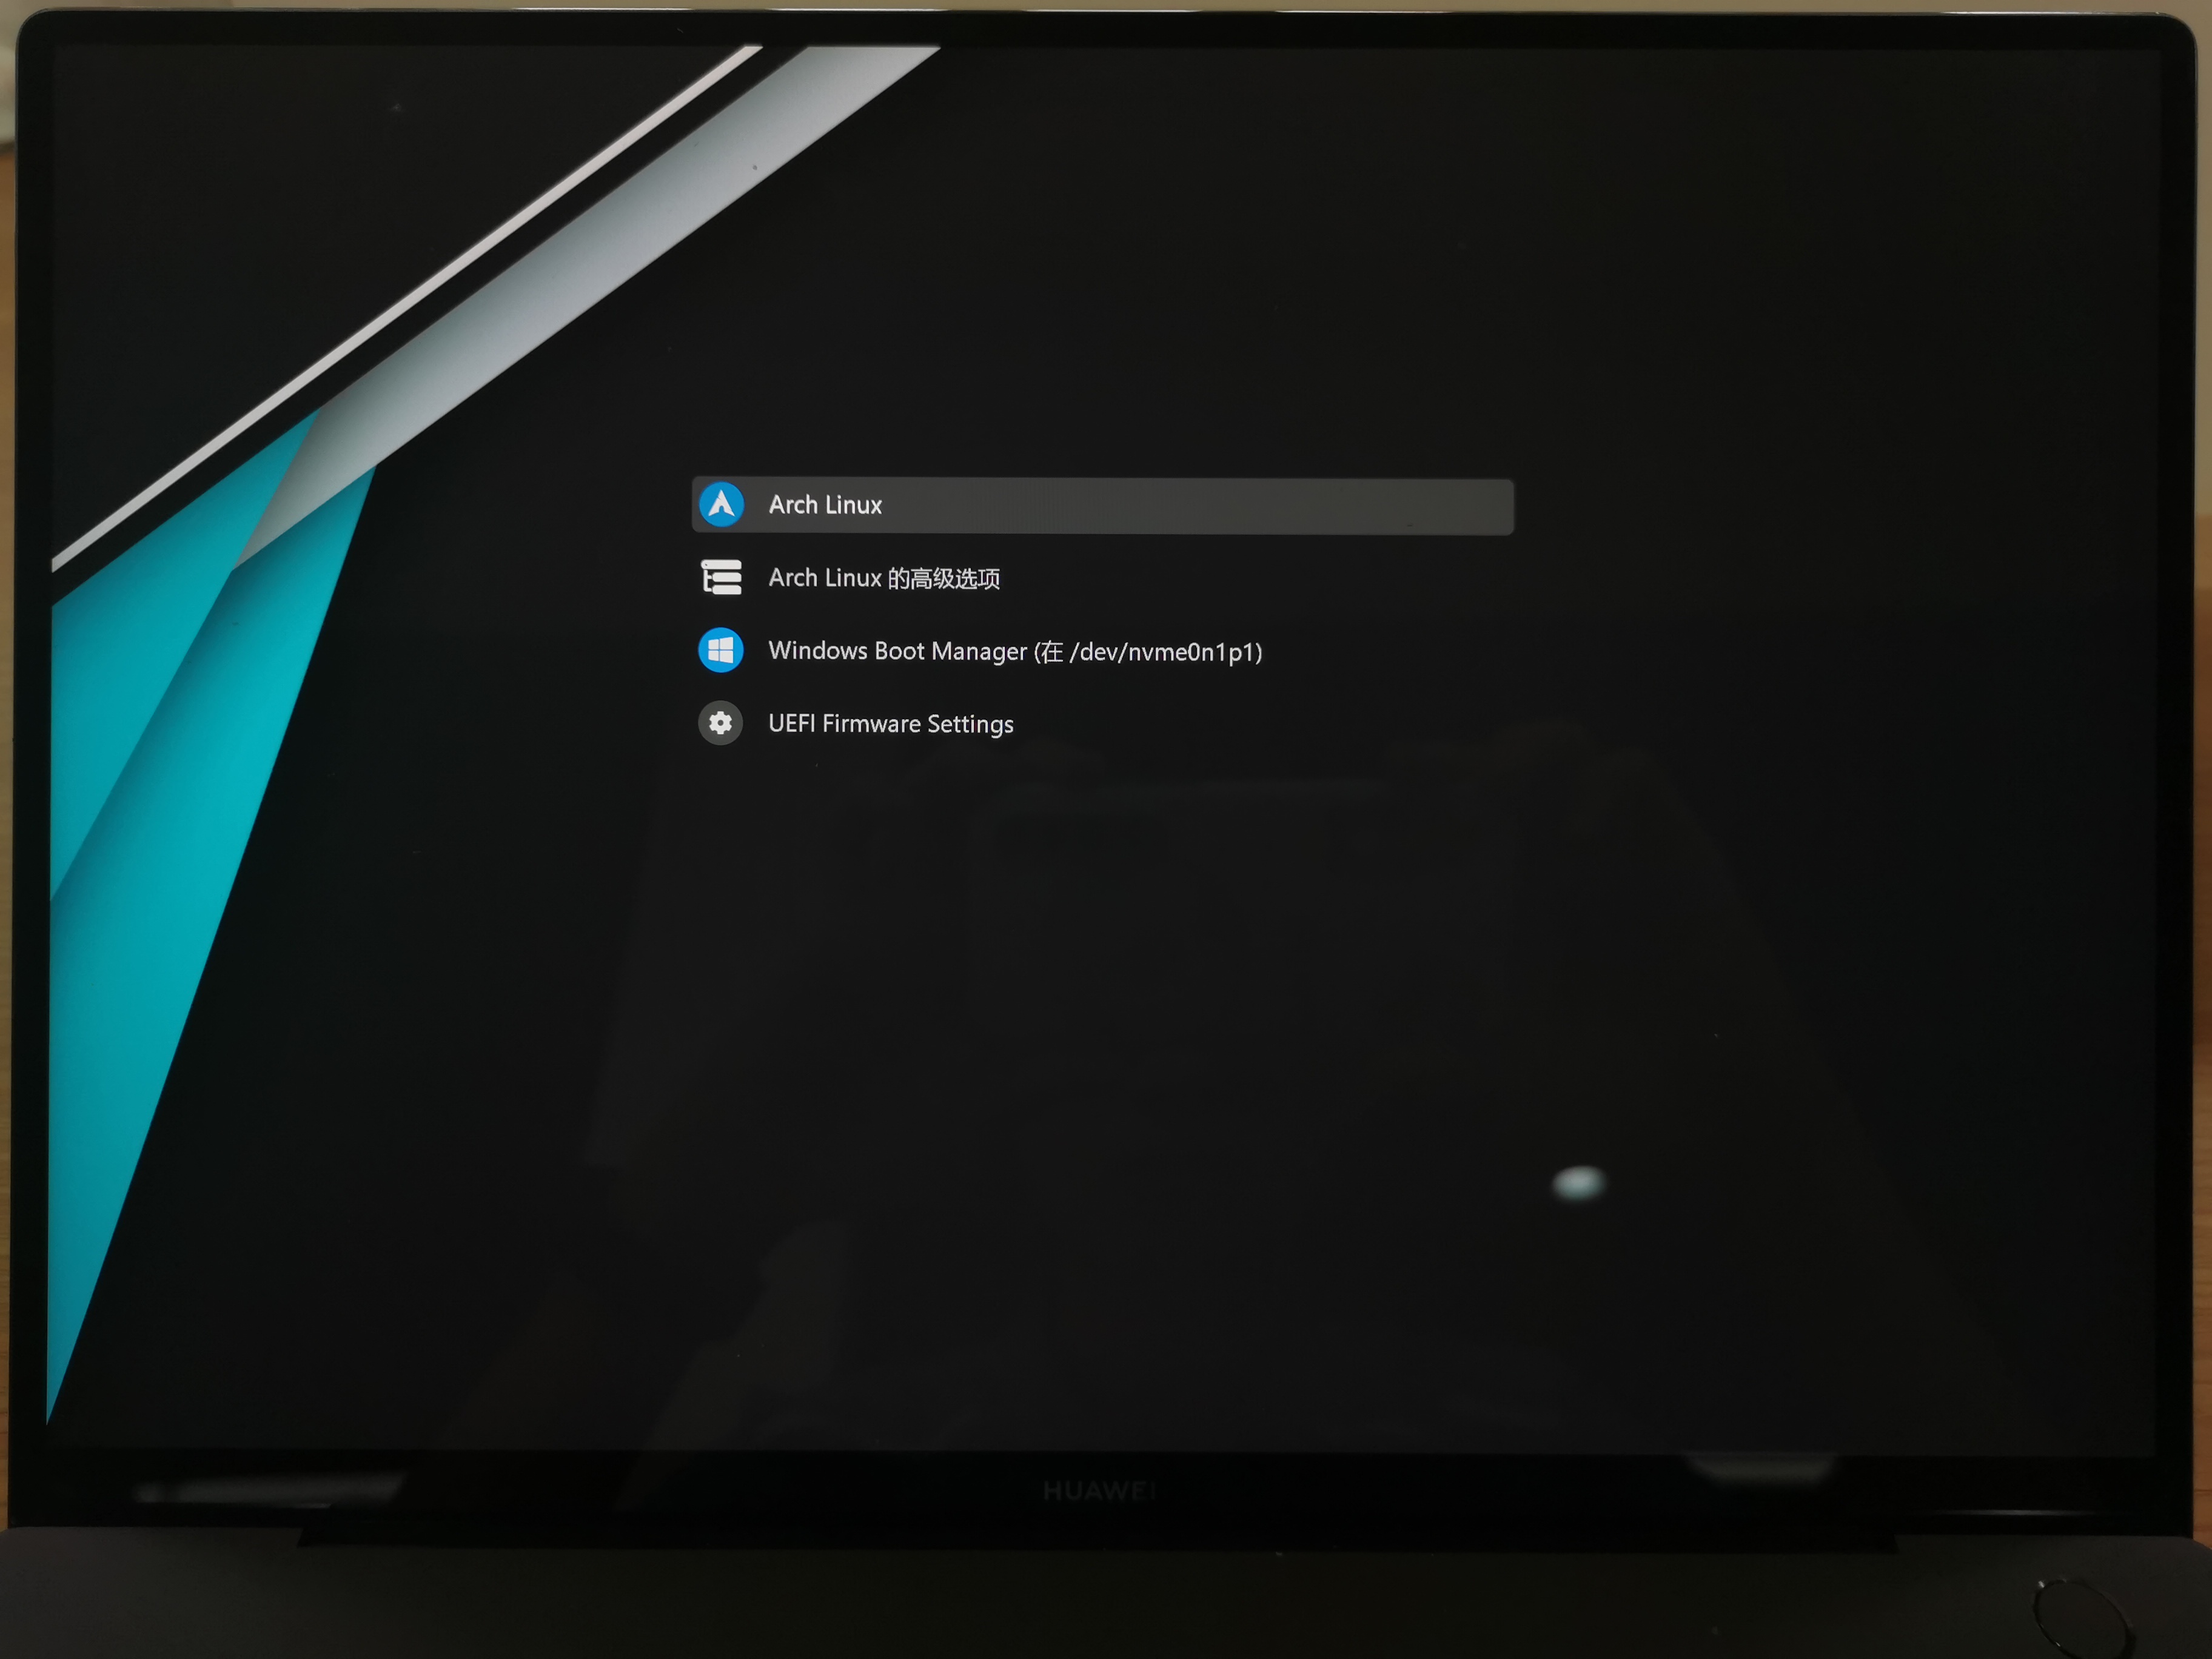 Arch Linux
Arch Linux 的高级选项
Windows Boot Manager (在 /dev/nvme0n1p1)
UEFI Firmware Settings
HUAWEI